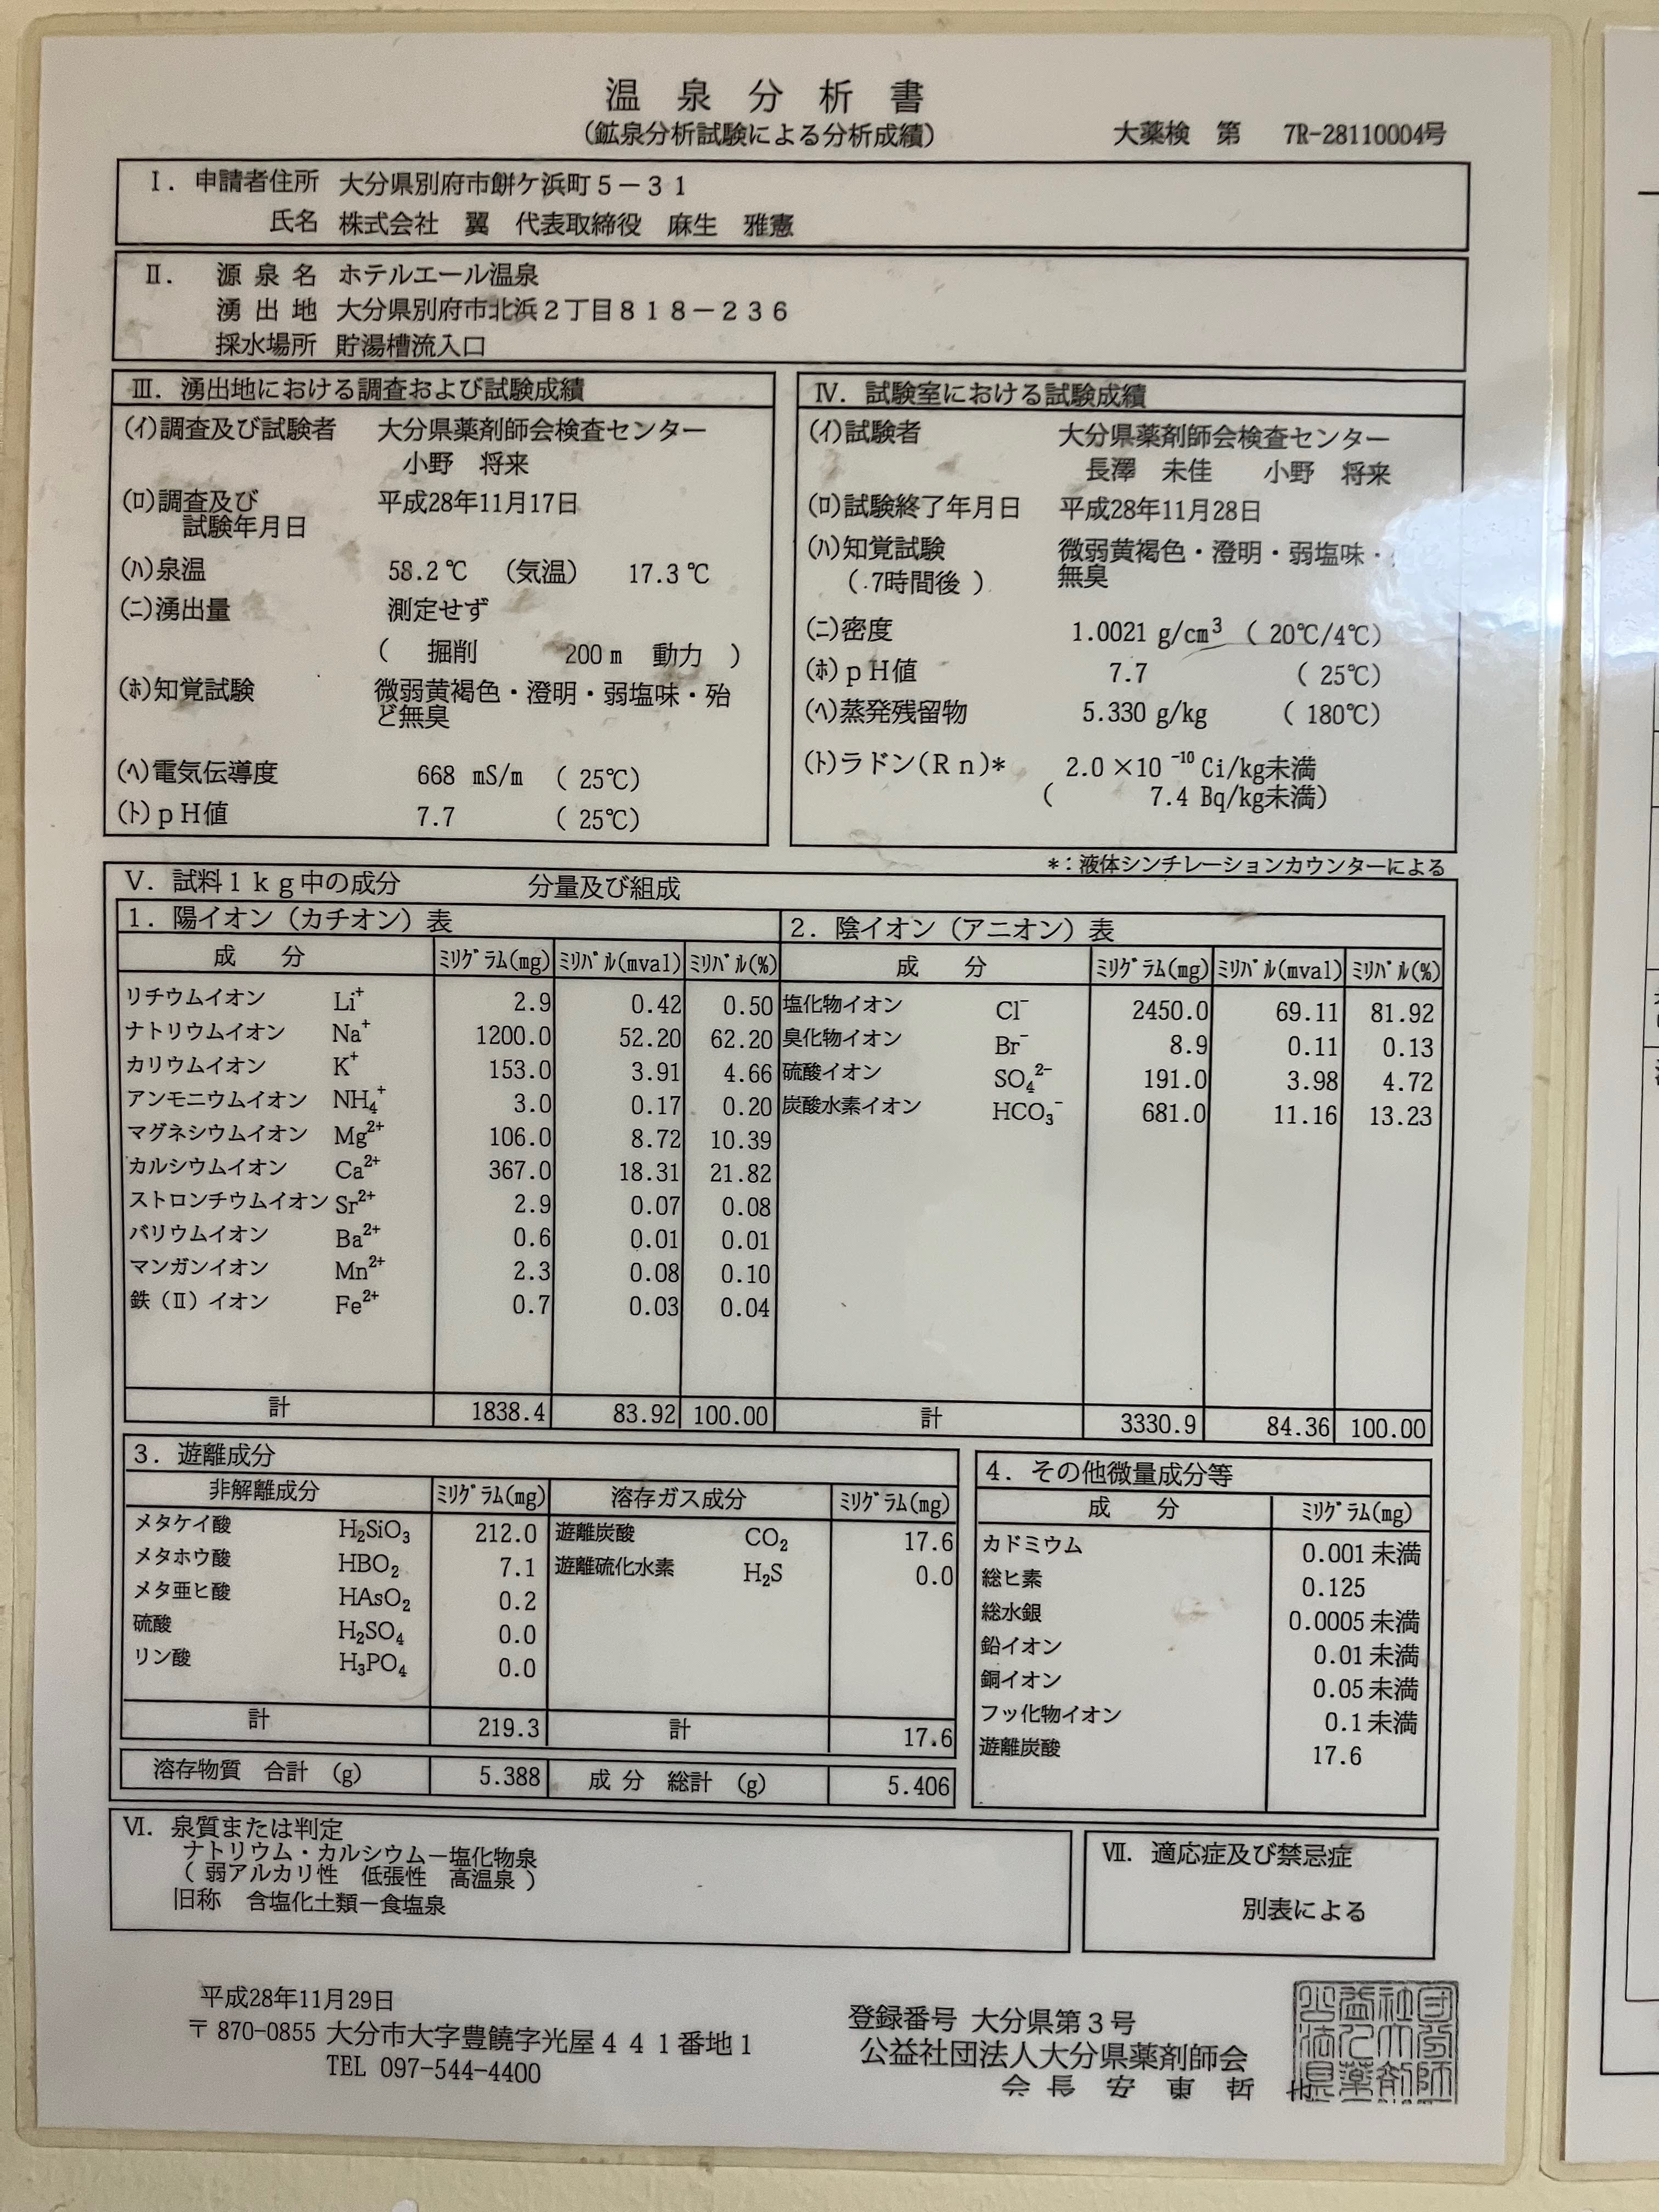 温泉分析書
（鉱泉分析試験による分析成績） 大薬検 第 7R-28110004号
Ⅰ. 申請者住所 大分県別府市餅ケ浜町５－３１
氏名 株式会社 翼 代表取締役 麻生 雅憲
Ⅱ. 源泉名 ホテルエール温泉
湧出地 大分県別府市北浜２丁目８１８－２３６
採水場所 貯湯槽流入口
Ⅲ. 湧出地における調査および試験成績
(ｲ)調査及び試験者 大分県薬剤師会検査センター
小野 将来
(ﾛ)調査及び 平成28年11月17日
試験年月日
(ﾊ)泉温 58.2℃ （気温） 17.3℃
(ﾆ)湧出量 測定せず
( 掘削 200m 動力 )
(ﾎ)知覚試験 微弱黄褐色・澄明・弱塩味・殆
ど無臭
(ﾍ)電気伝導度 668 mS/m ( 25℃)
(ﾄ)pH値 7.7 ( 25℃)
Ⅳ. 試験室における試験成績
(ｲ)試験者 大分県薬剤師会検査センター
長澤 未佳 小野 将来
(ﾛ)試験終了年月日 平成28年11月28日
(ﾊ)知覚試験 微弱黄褐色・澄明・弱塩味・
( 7時間後 ) 無臭
(ﾆ)密度 1.0021 g/cm³ ( 20℃/4℃)
(ﾎ)pH値 7.7 ( 25℃)
(ﾍ)蒸発残留物 5.330 g/kg ( 180℃)
(ﾄ)ラドン(Rn)* 2.0×10⁻¹⁰ Ci/kg未満
( 7.4 Bq/kg未満)
*：液体シンチレーションカウンターによる
Ⅴ. 試料１kg中の成分 分量及び組成
1. 陽イオン（カチオン）表
成 分 ﾐﾘｸﾞﾗﾑ(mg) ﾐﾘﾊﾞﾙ(mval) ﾐﾘﾊﾞﾙ(%)
リチウムイオン Li⁺ 2.9 0.42 0.50
ナトリウムイオン Na⁺ 1200.0 52.20 62.20
カリウムイオン K⁺ 153.0 3.91 4.66
アンモニウムイオン NH₄⁺ 3.0 0.17 0.20
マグネシウムイオン Mg²⁺ 106.0 8.72 10.39
カルシウムイオン Ca²⁺ 367.0 18.31 21.82
ストロンチウムイオン Sr²⁺ 2.9 0.07 0.08
バリウムイオン Ba²⁺ 0.6 0.01 0.01
マンガンイオン Mn²⁺ 2.3 0.08 0.10
鉄（Ⅱ）イオン Fe²⁺ 0.7 0.03 0.04
計 1838.4 83.92 100.00
2. 陰イオン（アニオン）表
成 分 ﾐﾘｸﾞﾗﾑ(mg) ﾐﾘﾊﾞﾙ(mval) ﾐﾘﾊﾞﾙ(%)
塩化物イオン Cl⁻ 2450.0 69.11 81.92
臭化物イオン Br⁻ 8.9 0.11 0.13
硫酸イオン SO₄²⁻ 191.0 3.98 4.72
炭酸水素イオン HCO₃⁻ 681.0 11.16 13.23
計 3330.9 84.36 100.00
3. 遊離成分
非解離成分 ﾐﾘｸﾞﾗﾑ(mg) 溶存ガス成分 ﾐﾘｸﾞﾗﾑ(mg)
メタケイ酸 H₂SiO₃ 212.0 遊離炭酸 CO₂ 17.6
メタホウ酸 HBO₂ 7.1 遊離硫化水素 H₂S 0.0
メタ亜ヒ酸 HAsO₂ 0.2
硫酸 H₂SO₄ 0.0
リン酸 H₃PO₄ 0.0
計 219.3 計 17.6
溶存物質 合計 (g) 5.388 成分 総計 (g) 5.406
4. その他微量成分等
成 分 ﾐﾘｸﾞﾗﾑ(mg)
カドミウム 0.001 未満
総ヒ素 0.125
総水銀 0.0005 未満
鉛イオン 0.01 未満
銅イオン 0.05 未満
フッ化物イオン 0.1 未満
遊離炭酸 17.6
Ⅵ. 泉質または判定
ナトリウム・カルシウム－塩化物泉
( 弱アルカリ性 低張性 高温泉 )
旧称 含塩化土類－食塩泉
Ⅶ. 適応症及び禁忌症
別表による
平成28年11月29日
〒870-0855 大分市大字豊饒字光屋４４１番地１
TEL 097-544-4400
登録番号 大分県第３号
公益社団法人大分県薬剤師会
会長 安東 哲也